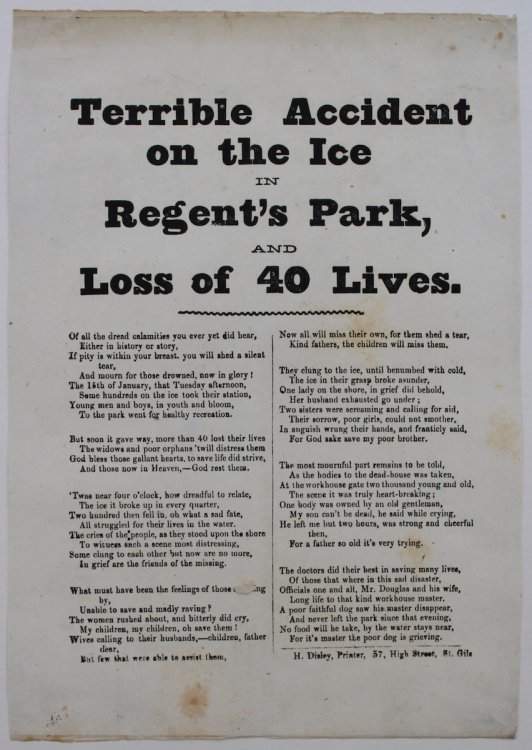 Terrible Accident
on the Ice
IN
Regent's Park,
AND
Loss of 40 Lives.
Of all the dread calamities you ever yet did hear,
Either in history or story,
If pity is within your breast, you will shed a silent
tear,
And mourn for those drowned, now in glory!
The 15th of January, that Tuesday afternoon,
Some hundreds on the ice took their station,
Young men and boys, in youth and bloom,
To the park went for healthy recreation.
But soon it gave way, more than 40 lost their lives
The widows and poor orphans 'twill distress them
God bless those gallant hearts, to save life did strive,
And those now in Heaven,—God rest them.
'Twas near four o'clock, how dreadful to relate,
The ice it broke up in every quarter,
Two hundred then fell in, oh what a sad fate,
All struggled for their lives in the water.
The cries of the people, as they stood upon the shore
To witness such a scene most distressing,
Some clung to each other but now are no more,
In grief are the friends of the missing.
What must have been the feelings of those
by,
Unable to save and madly raving?
The women rushed about, and bitterly did cry,
My children, my children, oh save them!
Wives calling to their husbands,—children, father
dear,
But few that were able to assist them,
Now all will miss their own, for them shed a tear,
Kind fathers, the children will miss them.
They clung to the ice, until benumbed with cold,
The ice in their grasp broke asunder,
One lady on the shore, in grief did behold,
Her husband exhausted go under;
Two sisters were screaming and calling for aid,
Their sorrow, poor girls, could not smother,
In anguish wrung their hands, and franticly said,
For God sake save my poor brother.
The most mournful part remains to be told,
As the bodies to the dead-house was taken,
At the workhouse gate two thousand young and old,
The scene it was truly heart-breaking;
One body was owned by an old gentleman,
My son can't be dead, he said while crying,
He left me but two hours, was strong and cheerful
then,
For a father so old it's very trying.
The doctors did their best in saving many lives,
Of those that where in this sad disaster,
Officials one and all, Mr. Douglas and his wife,
Long life to that kind workhouse master.
A poor faithful dog saw his master disappear,
And never left the park since that evening,
No food will he take, by the water stays near,
For it's master the poor dog is grieving.
H. Disley, Printer, 57, High Street, St. Giles